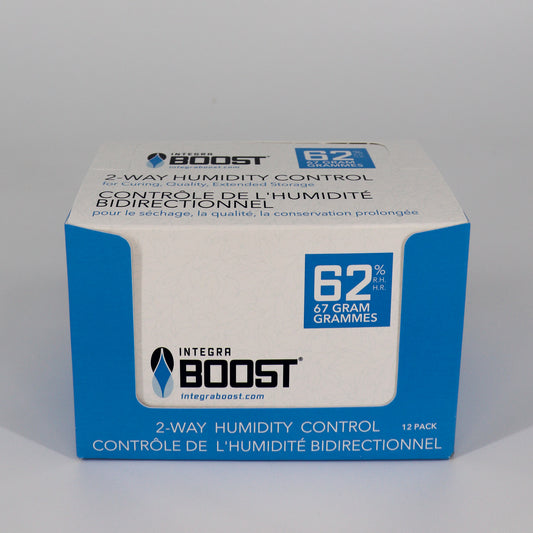 INTEGRA
BOOST®
integraboost.com
62%
67 GRAM
GRAMMES
2-WAY HUMIDITY CONTROL
for Curing, Quality, Extended Storage
CONTRÔLE DE L'HUMIDITÉ
BIDIRECTIONNEL
pour le séchage, la qualité, la conservation prolongée
62%
R.H.
H.R.
67 GRAM
GRAMMES
INTEGRA
BOOST®
integraboost.com
2-WAY HUMIDITY CONTROL 12 PACK
CONTRÔLE DE L'HUMIDITÉ BIDIRECTIONNEL